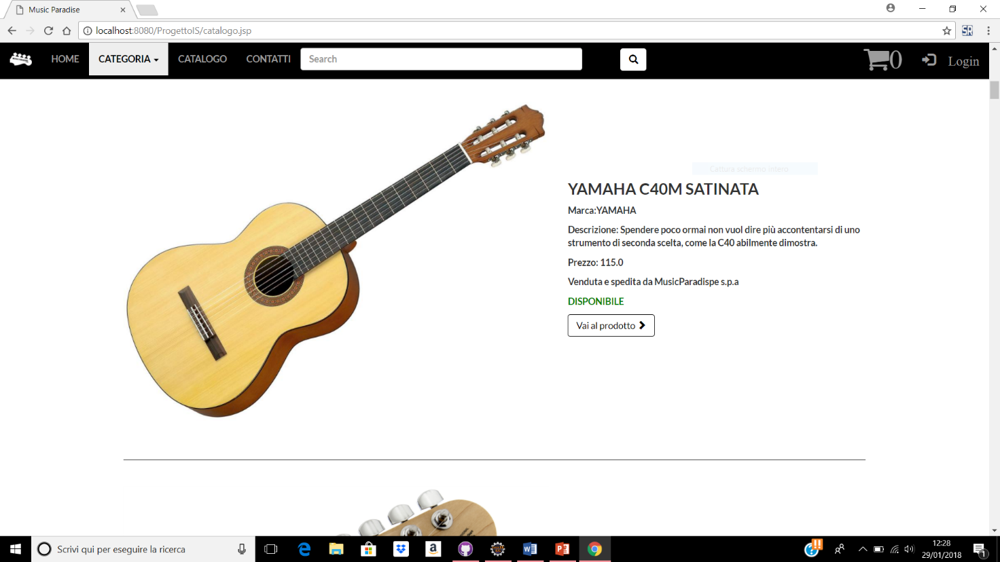 Music Paradise
localhost:8080/ProgettoIS/catalogo.jsp
HOME
CATEGORIA
CATALOGO
CONTATTI
Search
0
Login
Cattura schermo intero
YAMAHA C40M SATINATA
Marca:YAMAHA
Descrizione: Spendere poco ormai non vuol dire più accontentarsi di uno
strumento di seconda scelta, come la C40 abilmente dimostra.
Prezzo: 115.0
Venduta e spedita da MusicParadispe s.p.a
DISPONIBILE
Vai al prodotto
Scrivi qui per eseguire la ricerca
12:28
29/01/2018
1